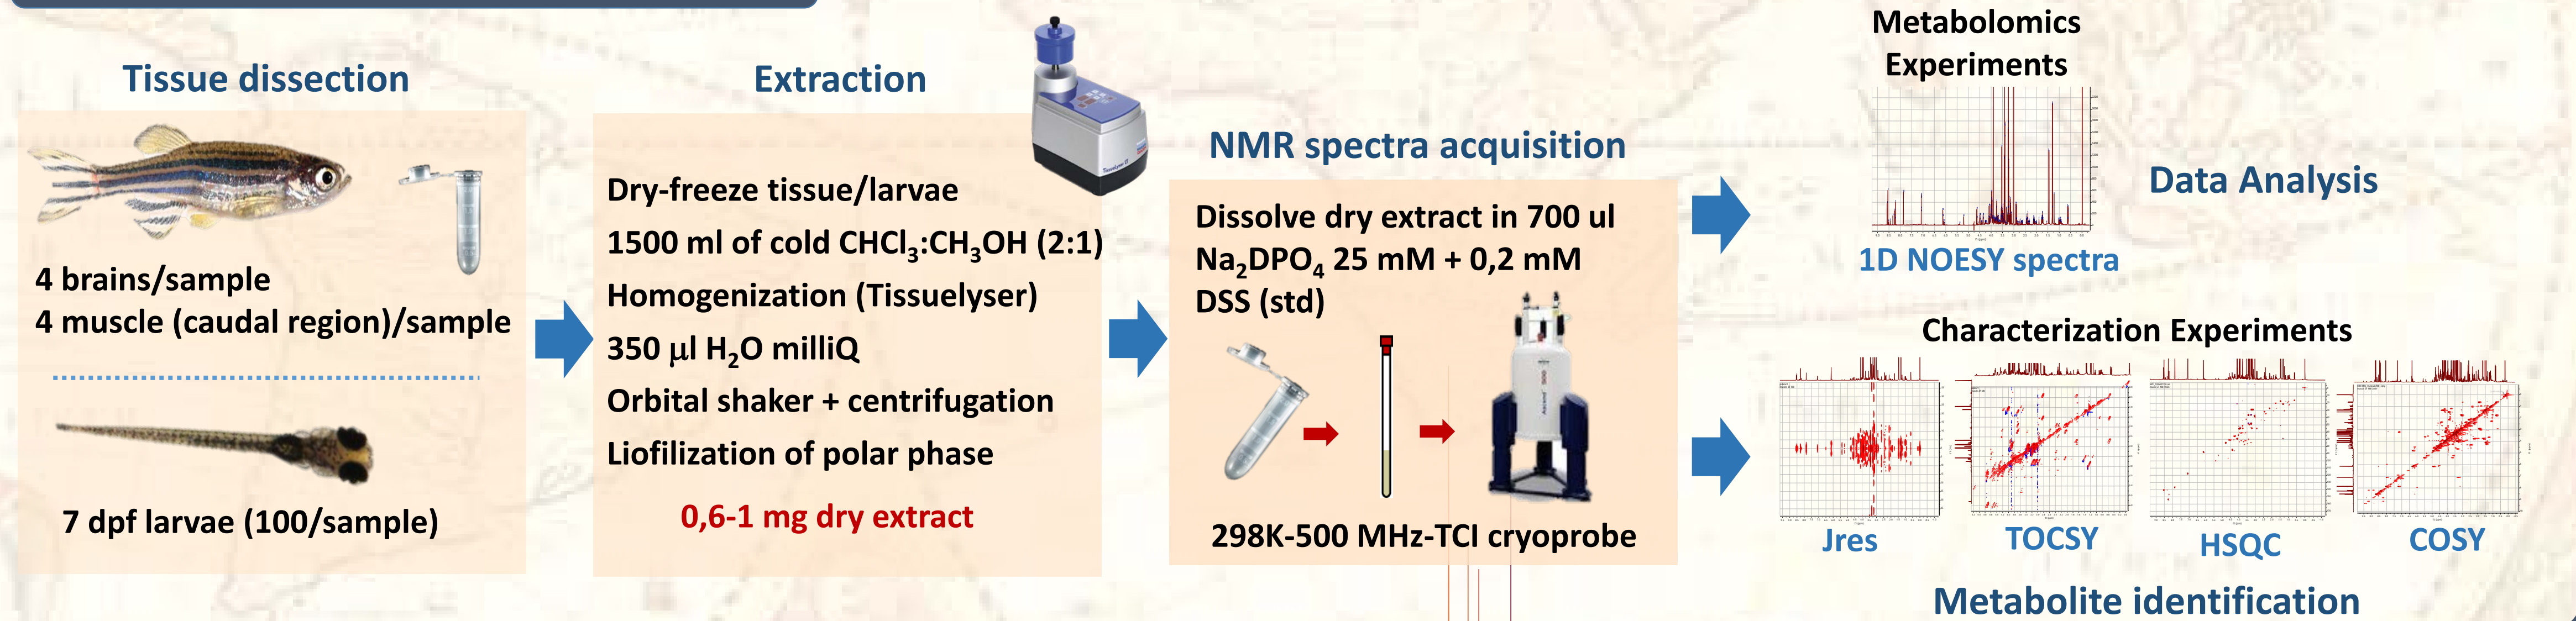 Tissue dissection
4 brains/sample
4 muscle (caudal region)/sample
7 dpf larvae (100/sample)
Extraction
Dry-freeze tissue/larvae
1500 ml of cold CHCl₃:CH₃OH (2:1)
Homogenization (Tissuelyser)
350 µl H₂O milliQ
Orbital shaker + centrifugation
Liofilization of polar phase
0,6-1 mg dry extract
NMR spectra acquisition
Dissolve dry extract in 700 ul
Na₂DPO₄ 25 mM + 0,2 mM
DSS (std)
298K-500 MHz-TCI cryoprobe
Metabolomics
Experiments
1D NOESY spectra
Data Analysis
Characterization Experiments
Jres
TOCSY
HSQC
COSY
Metabolite identification